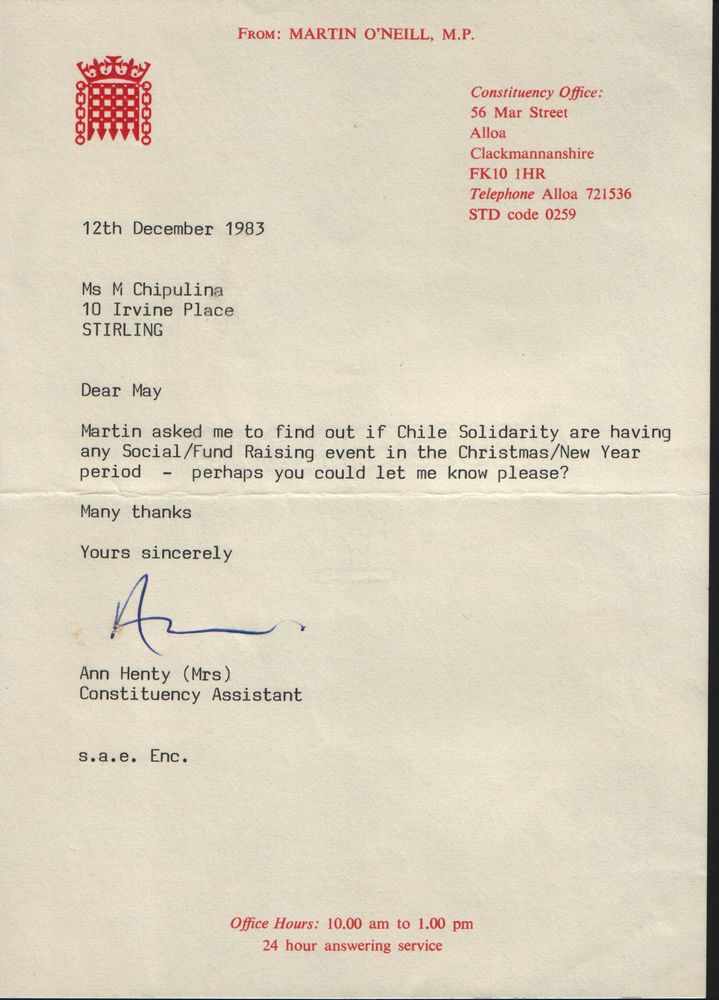 FROM: MARTIN O'NEILL, M.P.
Constituency Office:
56 Mar Street
Alloa
Clackmannanshire
FK10 1HR
Telephone Alloa 721536
STD code 0259
12th December 1983
Ms M Chipulina
10 Irvine Place
STIRLING
Dear May
Martin asked me to find out if Chile Solidarity are having
any Social/Fund Raising event in the Christmas/New Year
period - perhaps you could let me know please?
Many thanks
Yours sincerely
Ann Henty (Mrs)
Constituency Assistant
s.a.e. Enc.
Office Hours: 10.00 am to 1.00 pm
24 hour answering service